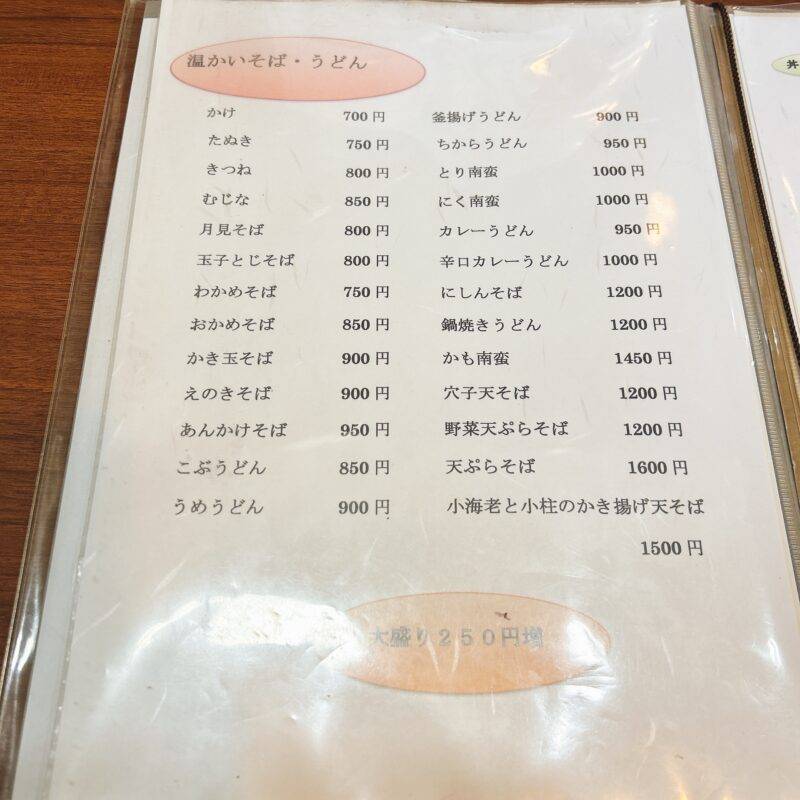 温かいそば・うどん
かけ 700円
たぬき 750円
きつね 800円
むじな 850円
月見そば 800円
玉子とじそば 800円
わかめそば 750円
おかめそば 850円
かき玉そば 900円
えのきそば 900円
あんかけそば 950円
こぶうどん 850円
うめうどん 900円
釜揚げうどん 900円
ちからうどん 950円
とり南蛮 1000円
にく南蛮 1000円
カレーうどん 950円
辛口カレーうどん 1000円
にしんそば 1200円
鍋焼きうどん 1200円
かも南蛮 1450円
穴子天そば 1200円
野菜天ぷらそば 1200円
天ぷらそば 1600円
小海老と小柱のかき揚げ天そば
1500円
大盛り250円増
丼